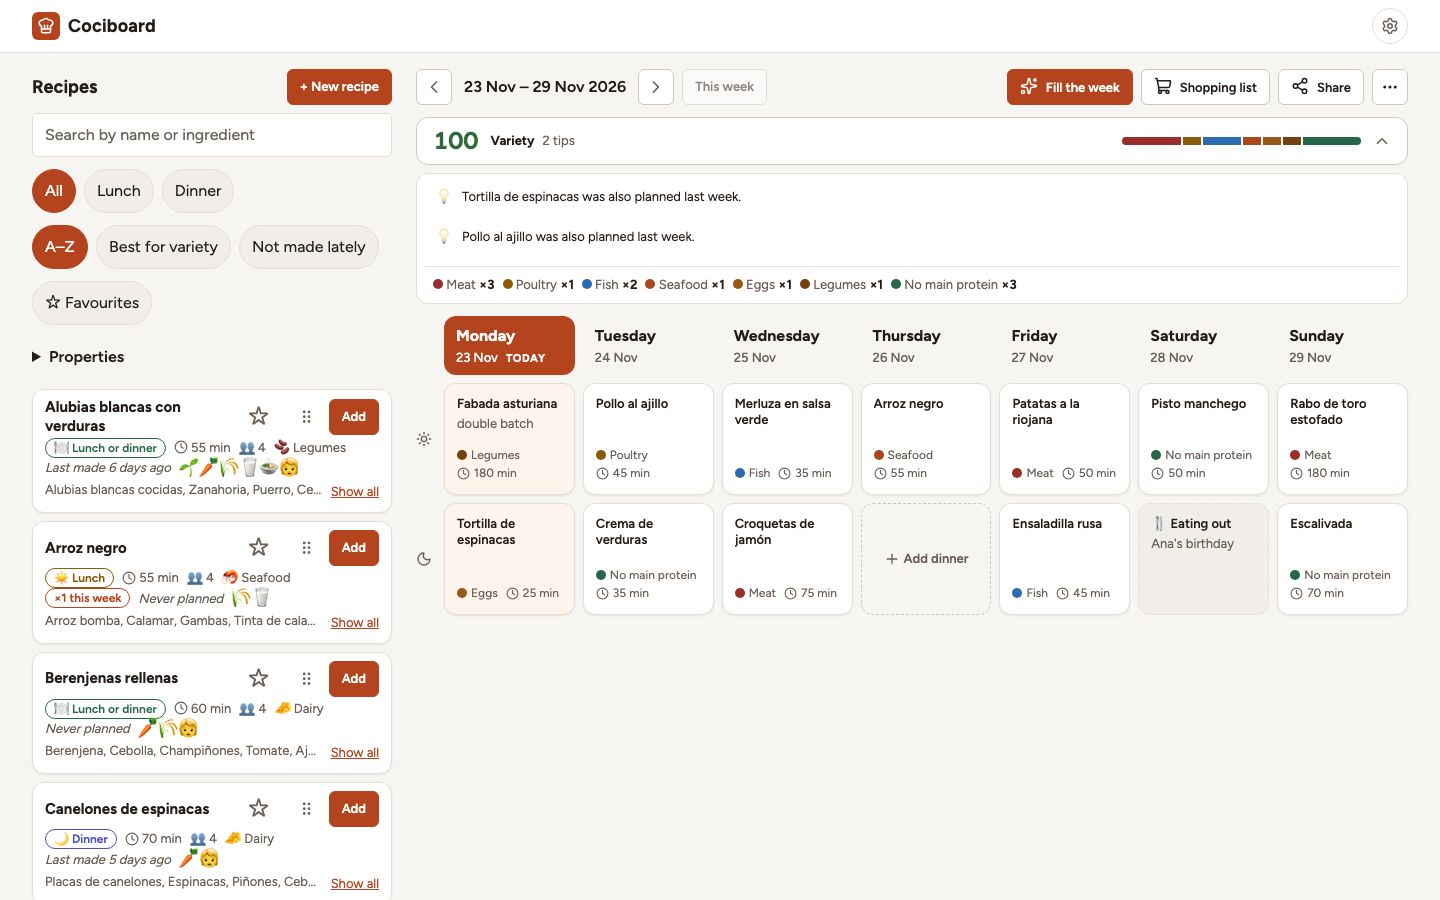 Cociboard
Recipes
+ New recipe
Search by name or ingredient
All
Lunch
Dinner
A–Z
Best for variety
Not made lately
Favourites
Properties
Alubias blancas con
verduras
Add
Lunch or dinner
55 min
4
Legumes
Last made 6 days ago
Alubias blancas cocidas, Zanahoria, Puerro, Ce...
Show all
Arroz negro
Add
Lunch
55 min
4
Seafood
×1 this week
Never planned
Arroz bomba, Calamar, Gambas, Tinta de cala...
Show all
Berenjenas rellenas
Add
Lunch or dinner
60 min
4
Dairy
Never planned
Berenjena, Cebolla, Champiñones, Tomate, Aj...
Show all
Canelones de espinacas
Add
Dinner
70 min
4
Dairy
Last made 5 days ago
Placas de canelones, Espinacas, Piñones, Ceb...
Show all
23 Nov – 29 Nov 2026
This week
Fill the week
Shopping list
Share
100 Variety 2 tips
Tortilla de espinacas was also planned last week.
Pollo al ajillo was also planned last week.
Meat ×3 Poultry ×1 Fish ×2 Seafood ×1 Eggs ×1 Legumes ×1 No main protein ×3
Monday
23 Nov TODAY
Tuesday
24 Nov
Wednesday
25 Nov
Thursday
26 Nov
Friday
27 Nov
Saturday
28 Nov
Sunday
29 Nov
Fabada asturiana
double batch
Legumes
180 min
Pollo al ajillo
Poultry
45 min
Merluza en salsa
verde
Fish 35 min
Arroz negro
Seafood
55 min
Patatas a la
riojana
Meat 50 min
Pisto manchego
No main protein
50 min
Rabo de toro
estofado
Meat
180 min
Tortilla de
espinacas
Eggs 25 min
Crema de
verduras
No main protein
35 min
Croquetas de
jamón
Meat 75 min
Add dinner
Ensaladilla rusa
Fish 45 min
Eating out
Ana's birthday
Escalivada
No main protein
70 min